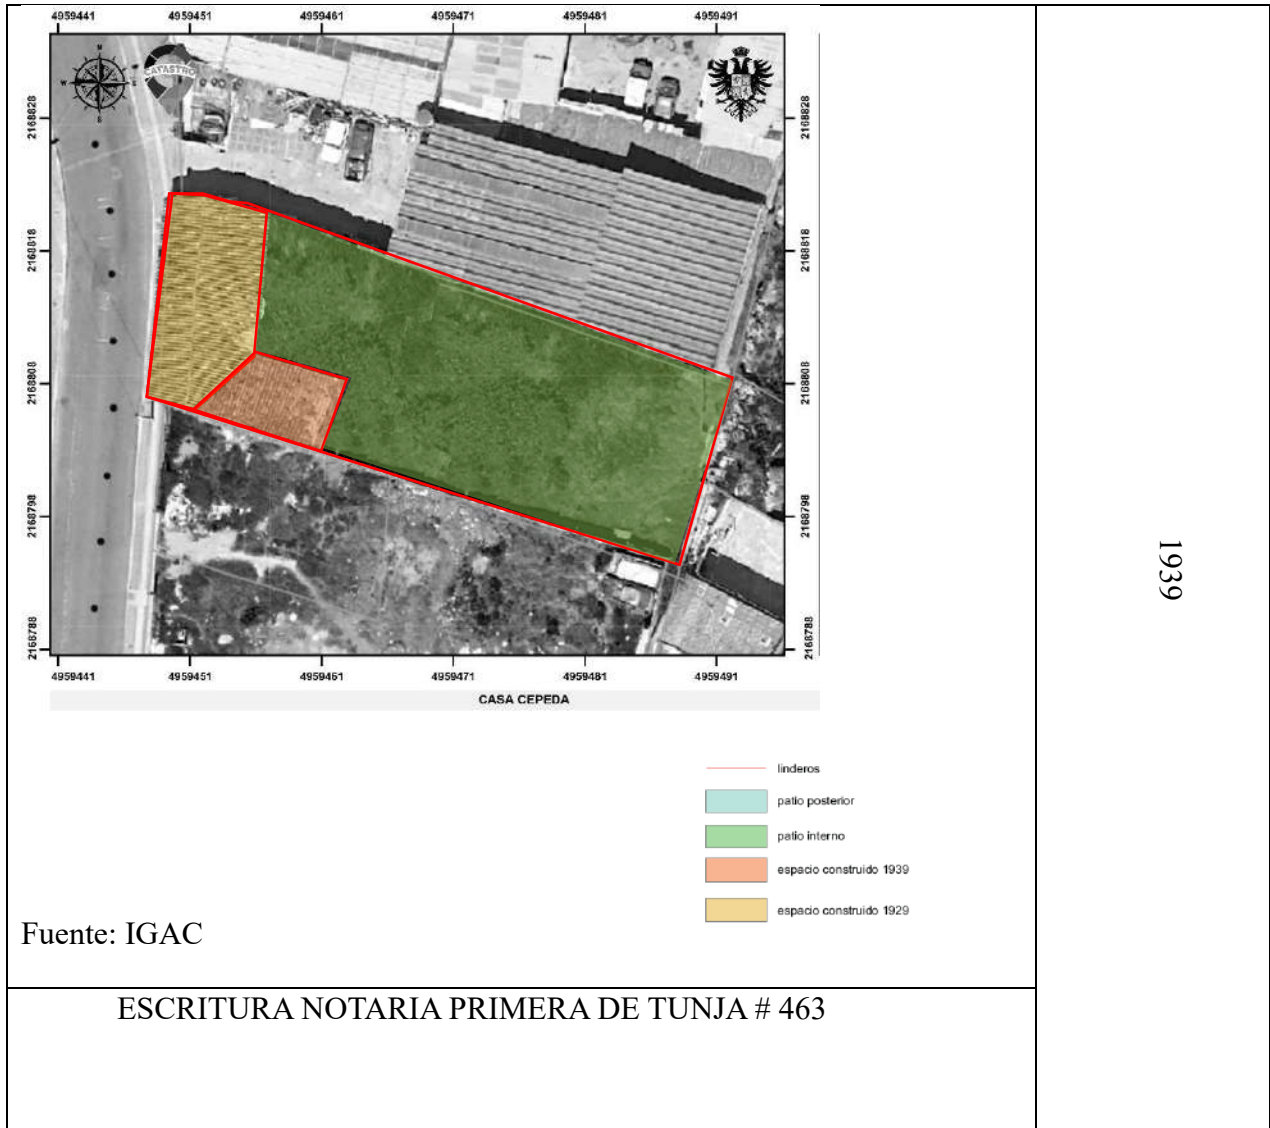 4959441 4959451 4959461 4959471 4959481 4959491
N
W E
S
CATASTRO
2168828 2168828
2168818 2168818
2168808 2168808
2168798 2168798
2168788 2168788
4959441 4959451 4959461 4959471 4959481 4959491
CASA CEPEDA
linderos
patio posterior
patio interno
espacio construido 1939
espacio construido 1929
Fuente: IGAC
1939
ESCRITURA NOTARIA PRIMERA DE TUNJA # 463